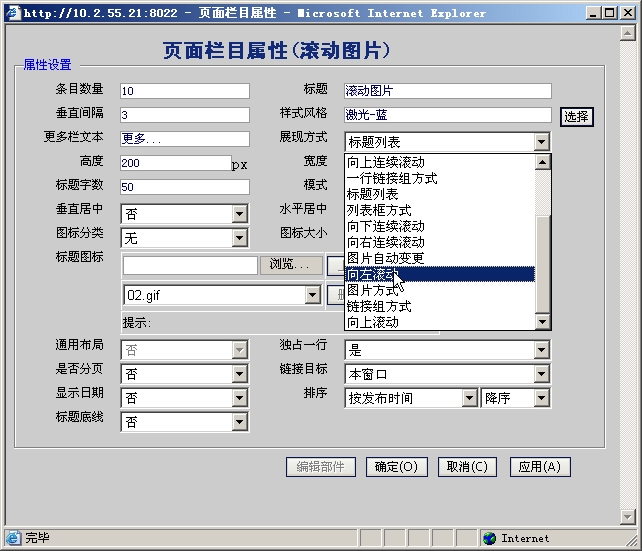 http://10.2.55.21:8022 - 页面栏目属性 - Microsoft Internet Explorer
页面栏目属性(滚动图片)
属性设置
条目数量 10 标题 滚动图片
垂直间隔 3 样式风格 激光-蓝 选择
更多栏文本 更多... 展现方式 标题列表
高度 200 px 宽度
向上连续滚动
一行链接组方式
标题字数 50 模式
标题列表
列表框方式
垂直居中 否 水平居中
向下连续滚动
图标分类 无 图标大小
向右连续滚动
图片自动变更
标题图标 浏览...
向左滚动
图片方式
02.gif
链接组方式
向上滚动
提示:
通用布局 否 独占一行 是
是否分页 否 链接目标 本窗口
显示日期 否 排序 按发布时间 降序
标题底线 否
编辑部件 确定(O) 取消(C) 应用(A)
完毕 Internet